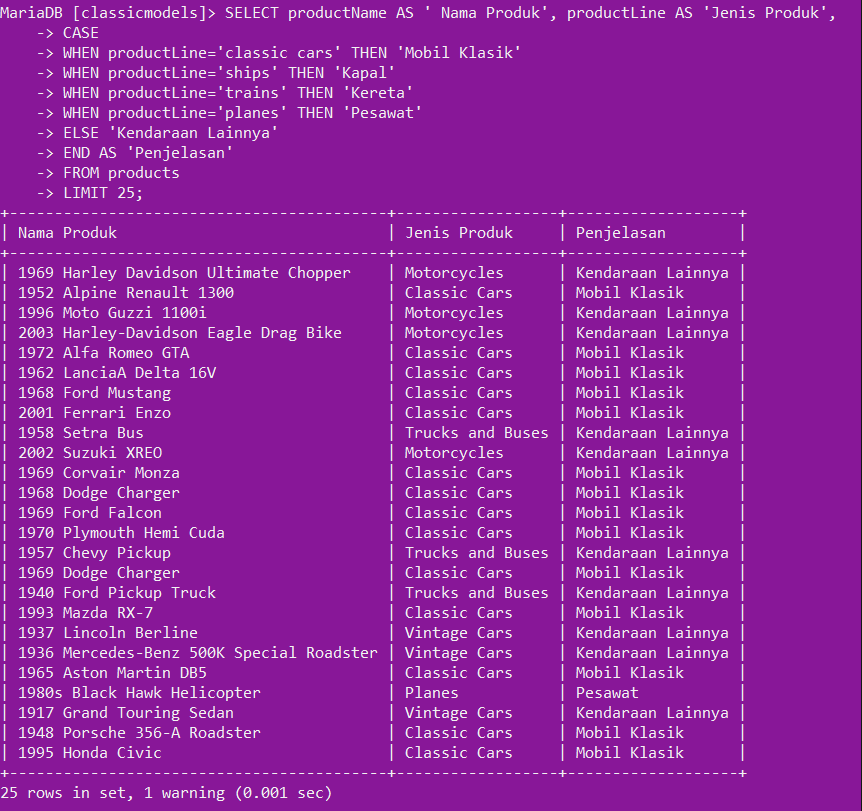 MariaDB [classicmodels]> SELECT productName AS ' Nama Produk', productLine AS 'Jenis Produk',
    -> CASE
    -> WHEN productLine='classic cars' THEN 'Mobil Klasik'
    -> WHEN productLine='ships' THEN 'Kapal'
    -> WHEN productLine='trains' THEN 'Kereta'
    -> WHEN productLine='planes' THEN 'Pesawat'
    -> ELSE 'Kendaraan Lainnya'
    -> END AS 'Penjelasan'
    -> FROM products
    -> LIMIT 25;
+------------------------------------------+------------------+-------------------+
| Nama Produk                              | Jenis Produk     | Penjelasan        |
+------------------------------------------+------------------+-------------------+
| 1969 Harley Davidson Ultimate Chopper    | Motorcycles      | Kendaraan Lainnya |
| 1952 Alpine Renault 1300                 | Classic Cars     | Mobil Klasik      |
| 1996 Moto Guzzi 1100i                    | Motorcycles      | Kendaraan Lainnya |
| 2003 Harley-Davidson Eagle Drag Bike     | Motorcycles      | Kendaraan Lainnya |
| 1972 Alfa Romeo GTA                      | Classic Cars     | Mobil Klasik      |
| 1962 LanciaA Delta 16V                   | Classic Cars     | Mobil Klasik      |
| 1968 Ford Mustang                        | Classic Cars     | Mobil Klasik      |
| 2001 Ferrari Enzo                        | Classic Cars     | Mobil Klasik      |
| 1958 Setra Bus                           | Trucks and Buses | Kendaraan Lainnya |
| 2002 Suzuki XREO                         | Motorcycles      | Kendaraan Lainnya |
| 1969 Corvair Monza                       | Classic Cars     | Mobil Klasik      |
| 1968 Dodge Charger                       | Classic Cars     | Mobil Klasik      |
| 1969 Ford Falcon                         | Classic Cars     | Mobil Klasik      |
| 1970 Plymouth Hemi Cuda                  | Classic Cars     | Mobil Klasik      |
| 1957 Chevy Pickup                        | Trucks and Buses | Kendaraan Lainnya |
| 1969 Dodge Charger                       | Classic Cars     | Mobil Klasik      |
| 1940 Ford Pickup Truck                   | Trucks and Buses | Kendaraan Lainnya |
| 1993 Mazda RX-7                          | Classic Cars     | Mobil Klasik      |
| 1937 Lincoln Berline                     | Vintage Cars     | Kendaraan Lainnya |
| 1936 Mercedes-Benz 500K Special Roadster | Vintage Cars     | Kendaraan Lainnya |
| 1965 Aston Martin DB5                    | Classic Cars     | Mobil Klasik      |
| 1980s Black Hawk Helicopter              | Planes           | Pesawat           |
| 1917 Grand Touring Sedan                 | Vintage Cars     | Kendaraan Lainnya |
| 1948 Porsche 356-A Roadster              | Classic Cars     | Mobil Klasik      |
| 1995 Honda Civic                         | Classic Cars     | Mobil Klasik      |
+------------------------------------------+------------------+-------------------+
25 rows in set, 1 warning (0.001 sec)